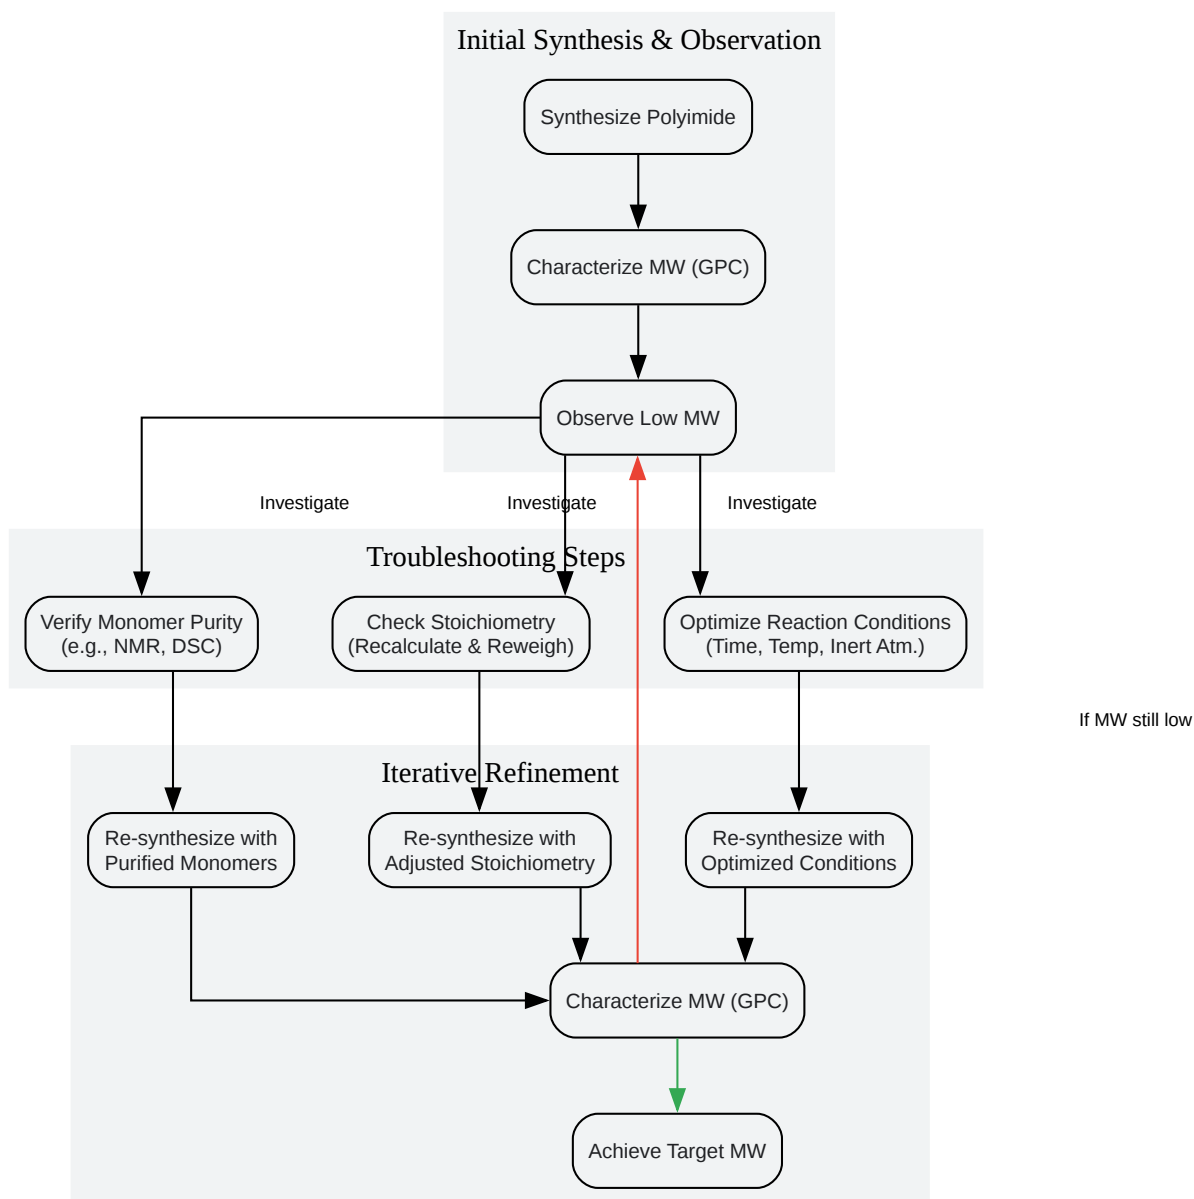 Initial Synthesis & Observation
Synthesize Polyimide
Characterize MW (GPC)
Observe Low MW
Investigate
Investigate
Investigate
Troubleshooting Steps
Verify Monomer Purity
(e.g., NMR, DSC)
Check Stoichiometry
(Recalculate & Reweigh)
Optimize Reaction Conditions
(Time, Temp, Inert Atm.)
If MW still low
Iterative Refinement
Re-synthesize with
Purified Monomers
Re-synthesize with
Adjusted Stoichiometry
Re-synthesize with
Optimized Conditions
Characterize MW (GPC)
Achieve Target MW